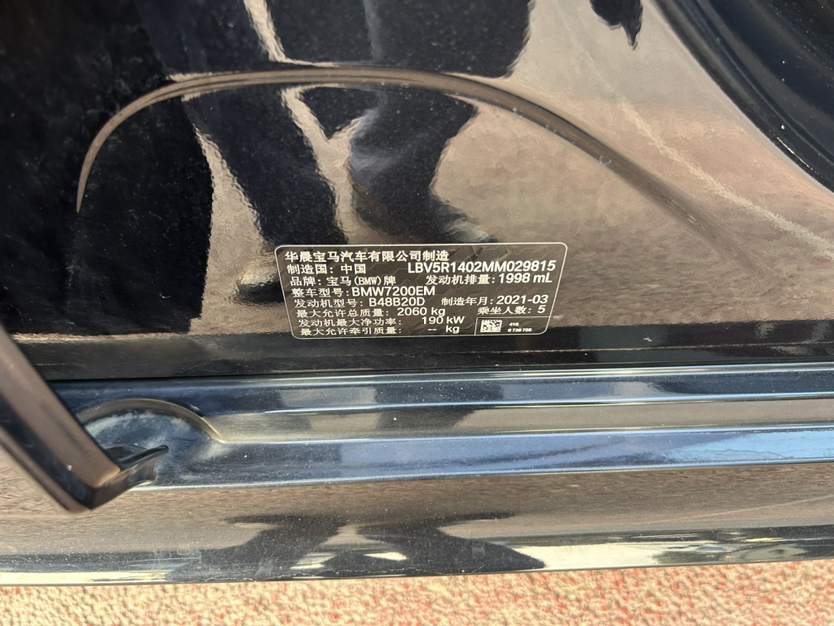 华晨宝马汽车有限公司制造
制造国: 中国 LBV5R1402MM029815
品牌: 宝马(BMW)牌 发动机排量: 1998 mL
整车型号: BMW7200EM
发动机型号: B48B20D 制造年月: 2021-03
最大允许总质量: 2060 kg 乘坐人数: 5
发动机最大净功率: 190 kW
最大允许牵引质量: -- kg